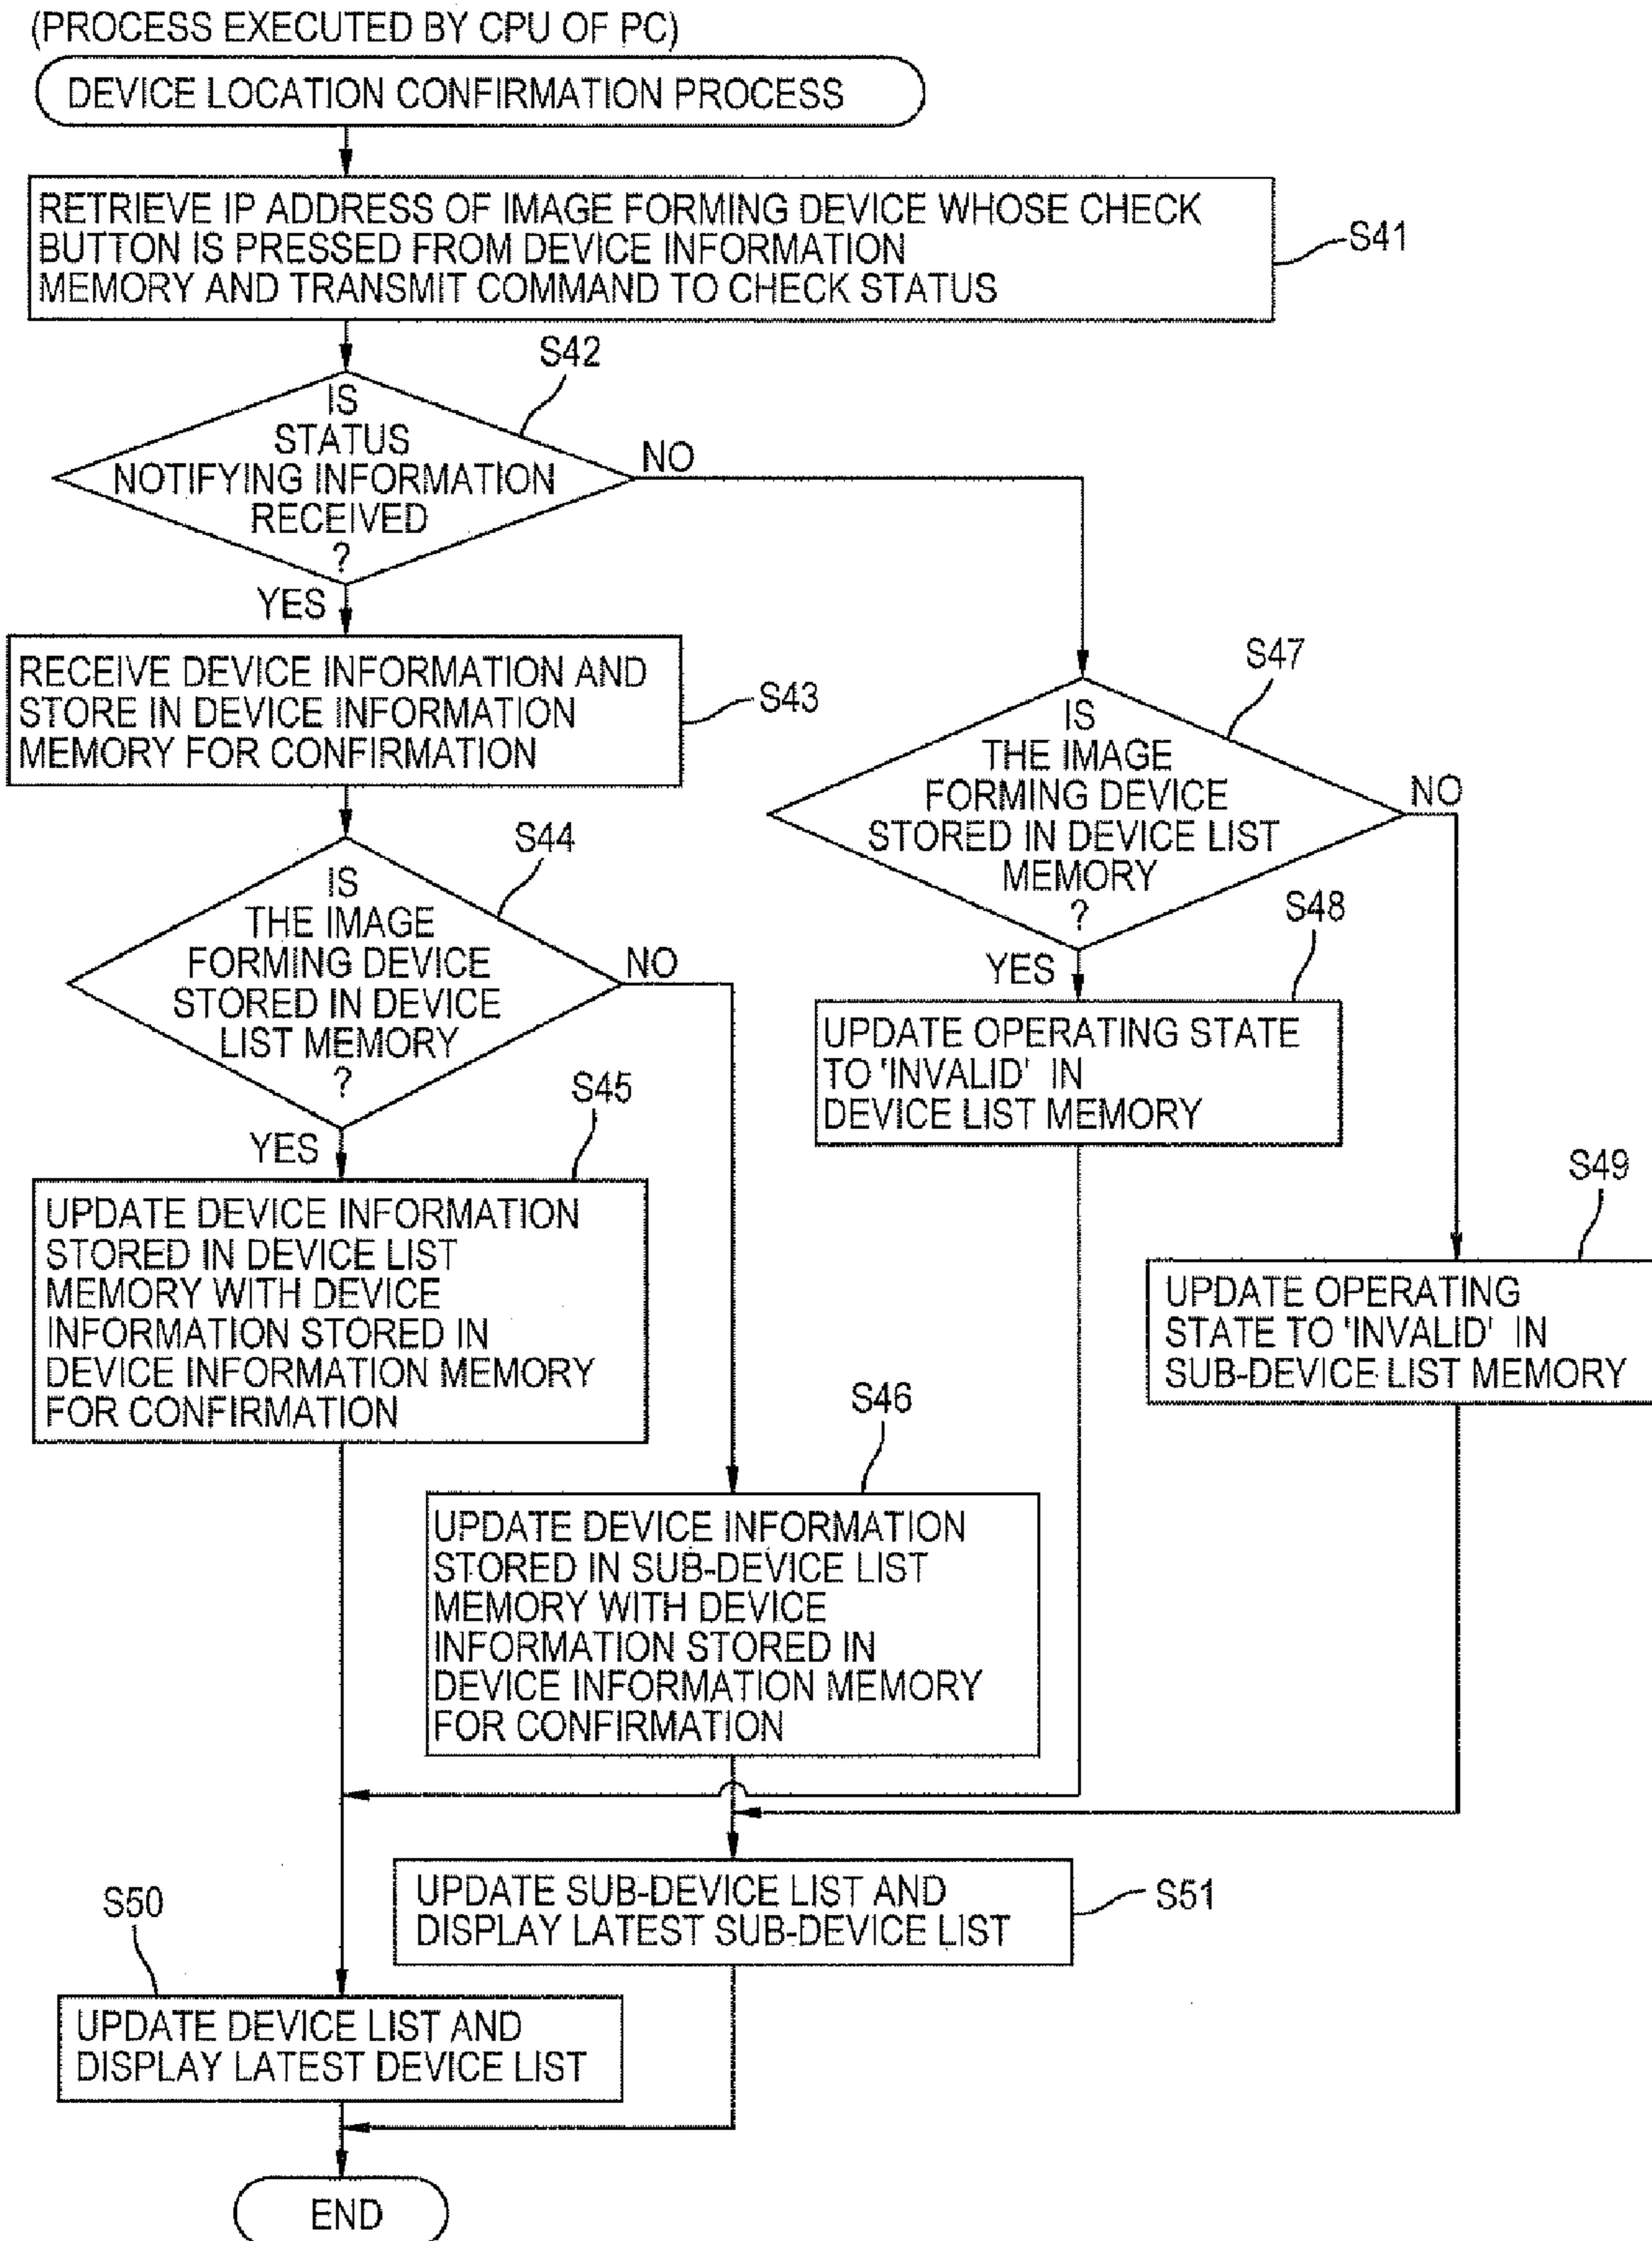 (PROCESS EXECUTED BY CPU OF PC)
DEVICE LOCATION CONFIRMATION PROCESS
RETRIEVE IP ADDRESS OF IMAGE FORMING DEVICE WHOSE CHECK
BUTTON IS PRESSED FROM DEVICE INFORMATION
MEMORY AND TRANSMIT COMMAND TO CHECK STATUS
S41
S42
IS
STATUS
NOTIFYING INFORMATION
RECEIVED
?
NO
YES
RECEIVE DEVICE INFORMATION AND
STORE IN DEVICE INFORMATION
MEMORY FOR CONFIRMATION
S43
S47
IS
THE IMAGE
FORMING DEVICE
STORED IN DEVICE LIST
MEMORY
?
NO
YES
S44
IS
THE IMAGE
FORMING DEVICE
STORED IN DEVICE
LIST MEMORY
?
NO
YES
S48
UPDATE OPERATING STATE
TO 'INVALID' IN
DEVICE LIST MEMORY
S45
UPDATE DEVICE INFORMATION
STORED IN DEVICE LIST
MEMORY WITH DEVICE
INFORMATION STORED IN
DEVICE INFORMATION MEMORY
FOR CONFIRMATION
S49
UPDATE OPERATING
STATE TO 'INVALID' IN
SUB-DEVICE LIST MEMORY
S46
UPDATE DEVICE INFORMATION
STORED IN SUB-DEVICE LIST
MEMORY WITH DEVICE
INFORMATION STORED IN
DEVICE INFORMATION MEMORY
FOR CONFIRMATION
UPDATE SUB-DEVICE LIST AND
DISPLAY LATEST SUB-DEVICE LIST
S51
S50
UPDATE DEVICE LIST AND
DISPLAY LATEST DEVICE LIST
END